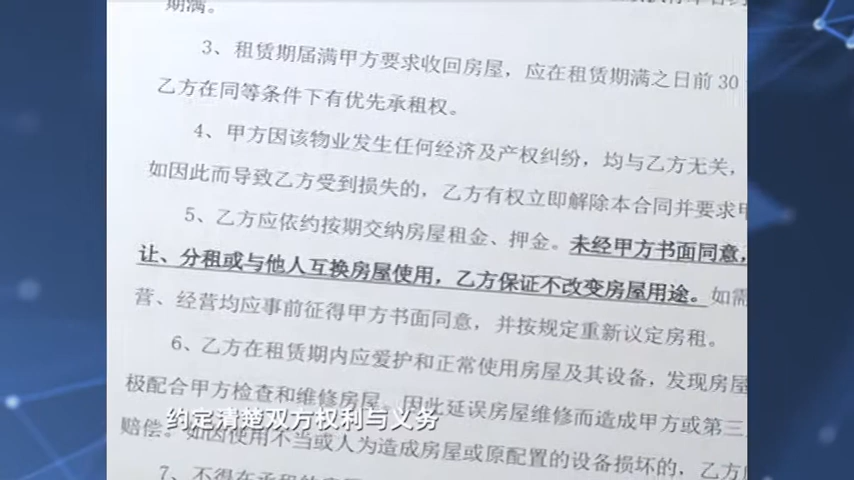 期满。
3、租赁期届满甲方要求收回房屋，应在租赁期满之日前 30
乙方在同等条件下有优先承租权。
4、甲方因该物业发生任何经济及产权纠纷，均与乙方无关，
如因此而导致乙方受到损失的，乙方有权立即解除本合同并要求甲
5、乙方应依约按期交纳房屋租金、押金。未经甲方书面同意，
让、分租或与他人互换房屋使用，乙方保证不改变房屋用途。如需
营、经营均应事前征得甲方书面同意，并按规定重新议定房租。
6、乙方在租赁期内应爱护和正常使用房屋及其设备，发现房屋
极配合甲方检查和维修房屋，因此延误房屋维修而造成甲方或第三
约定清楚双方权利与义务
赔偿。如因使用不当或人为造成房屋或原配置的设备损坏的，乙方
7、不得在承租的房屋